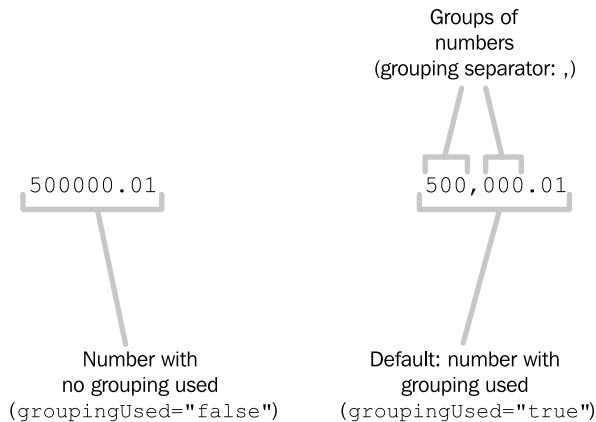 Groups of
numbers
(grouping separator: ,)
500000.01
500,000.01
Number with
no grouping used
(groupingUsed="false")
Default: number with
grouping used
(groupingUsed="true")